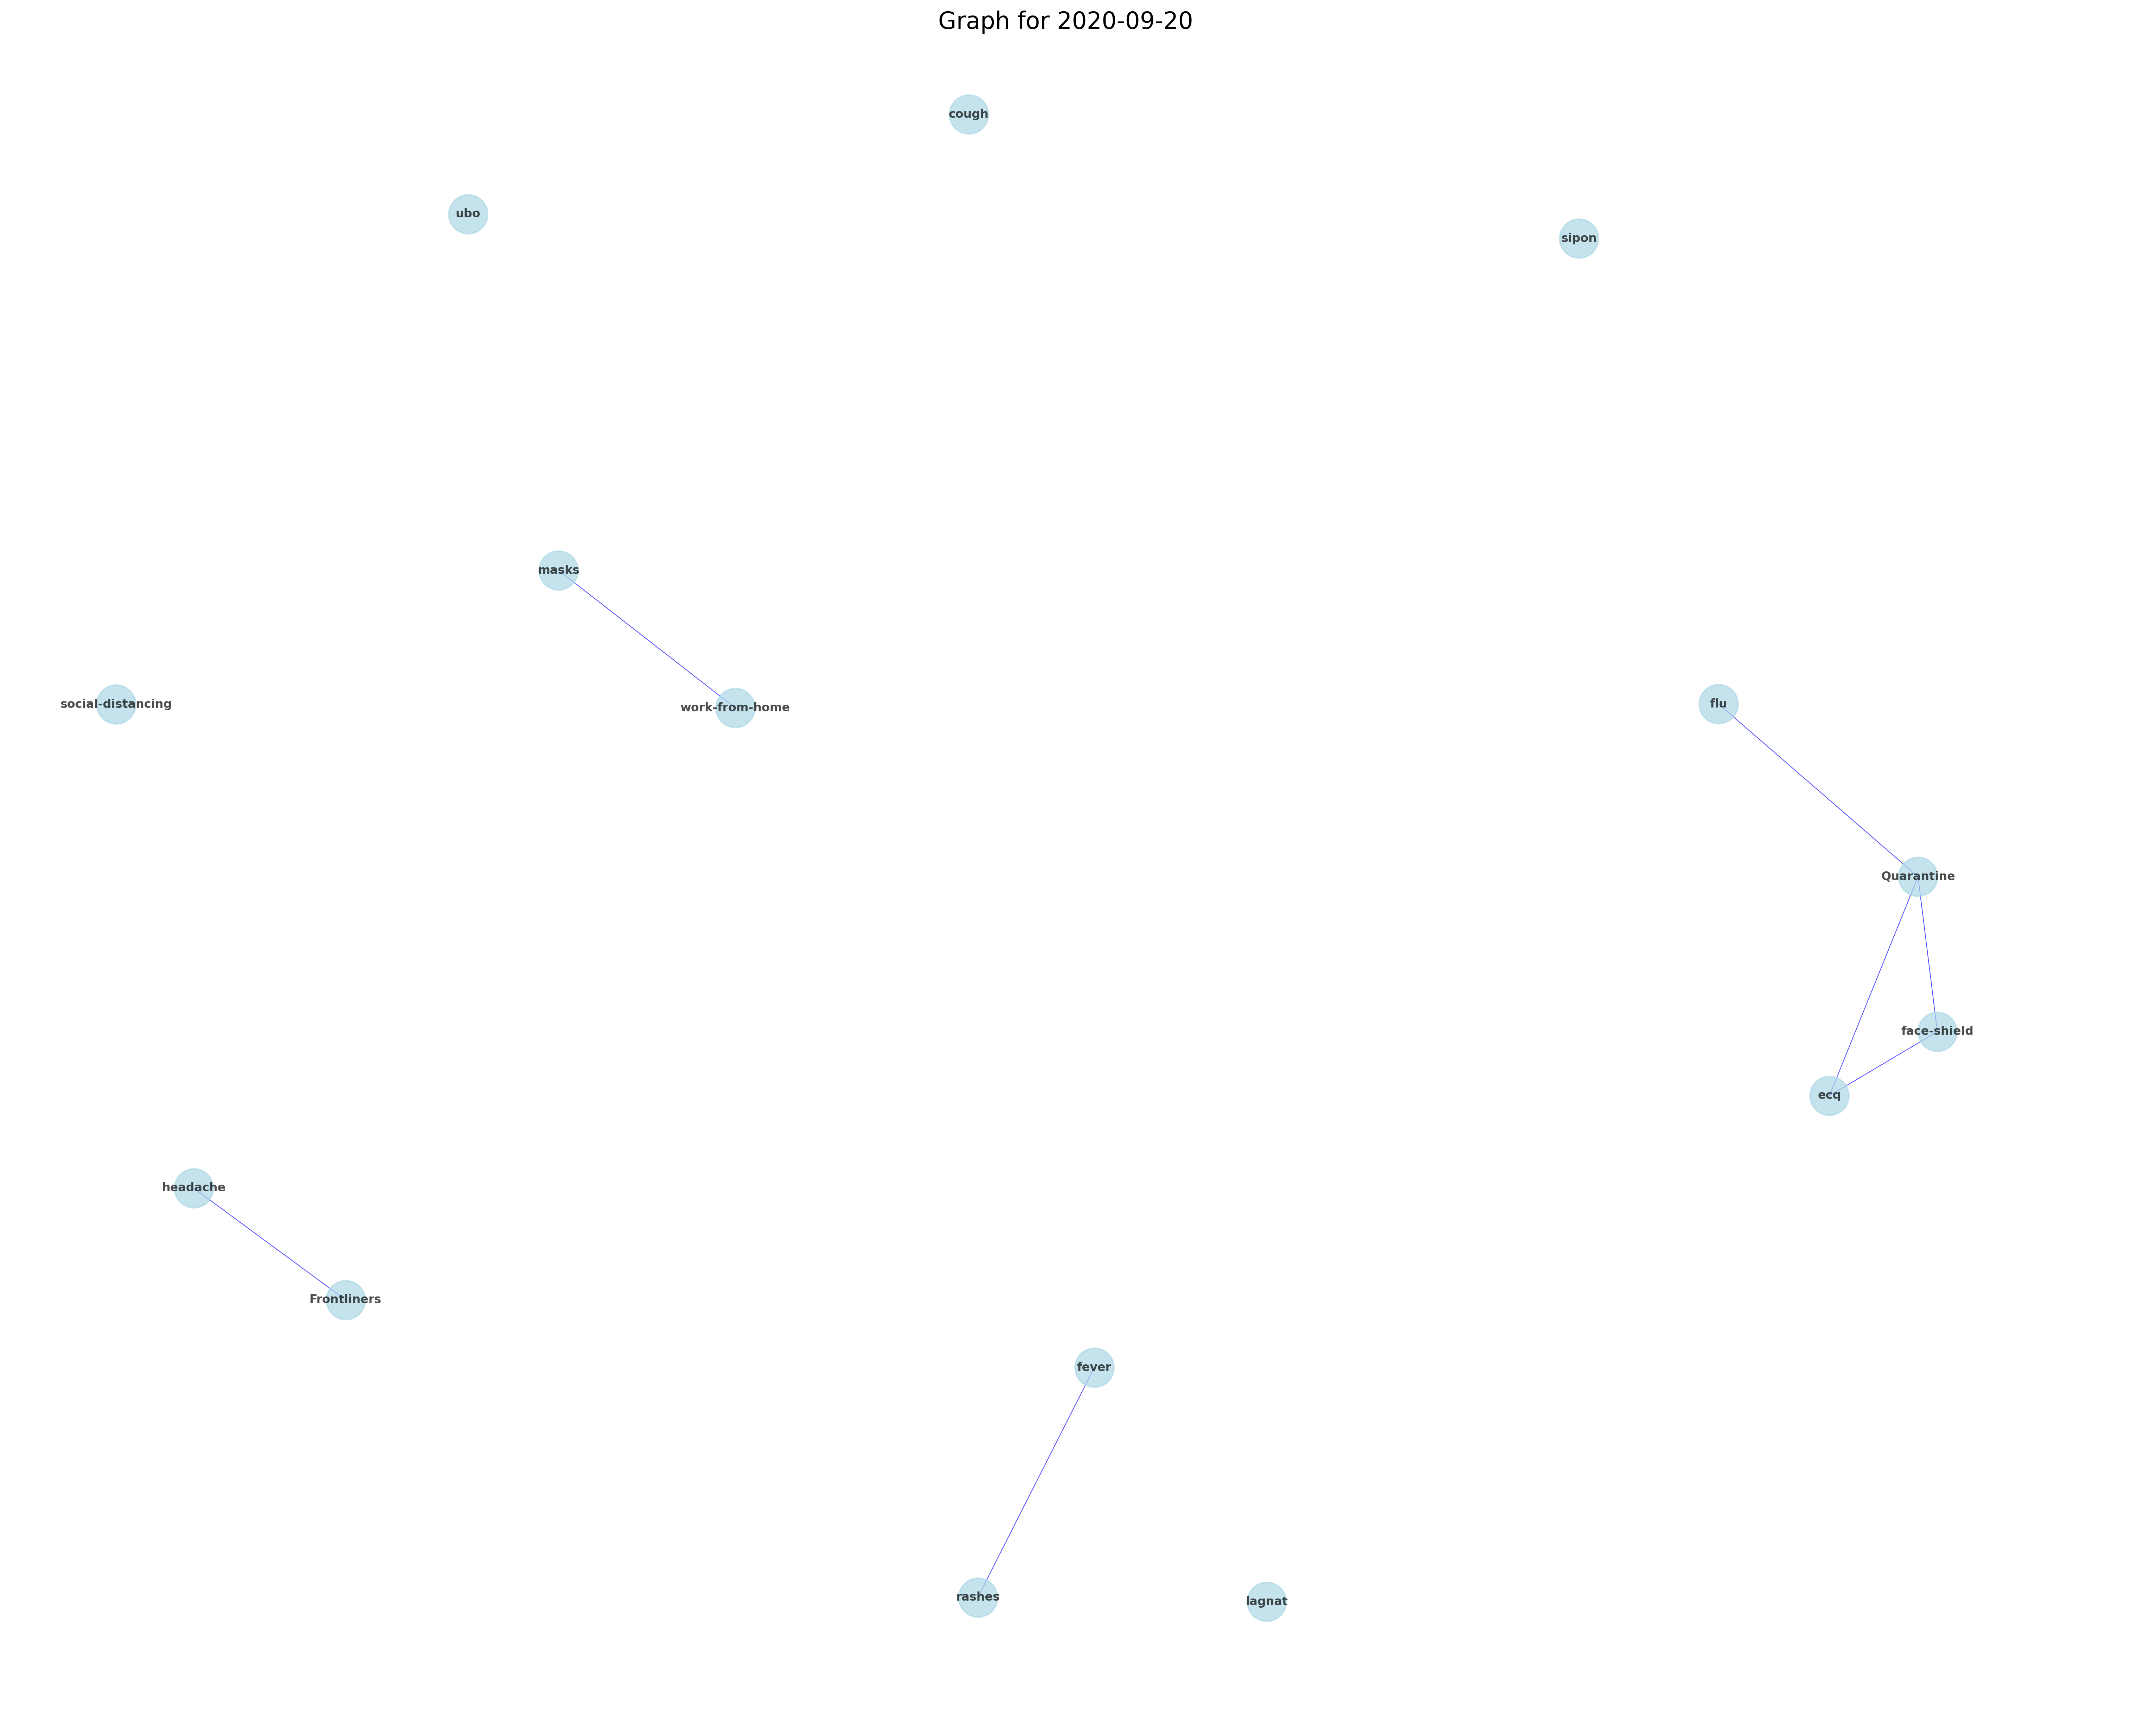 Graph for 2020-09-20
cough
ubo
sipon
masks
social-distancing
work-from-home
flu
Quarantine
face-shield
ecq
headache
Frontliners
fever
rashes
lagnat